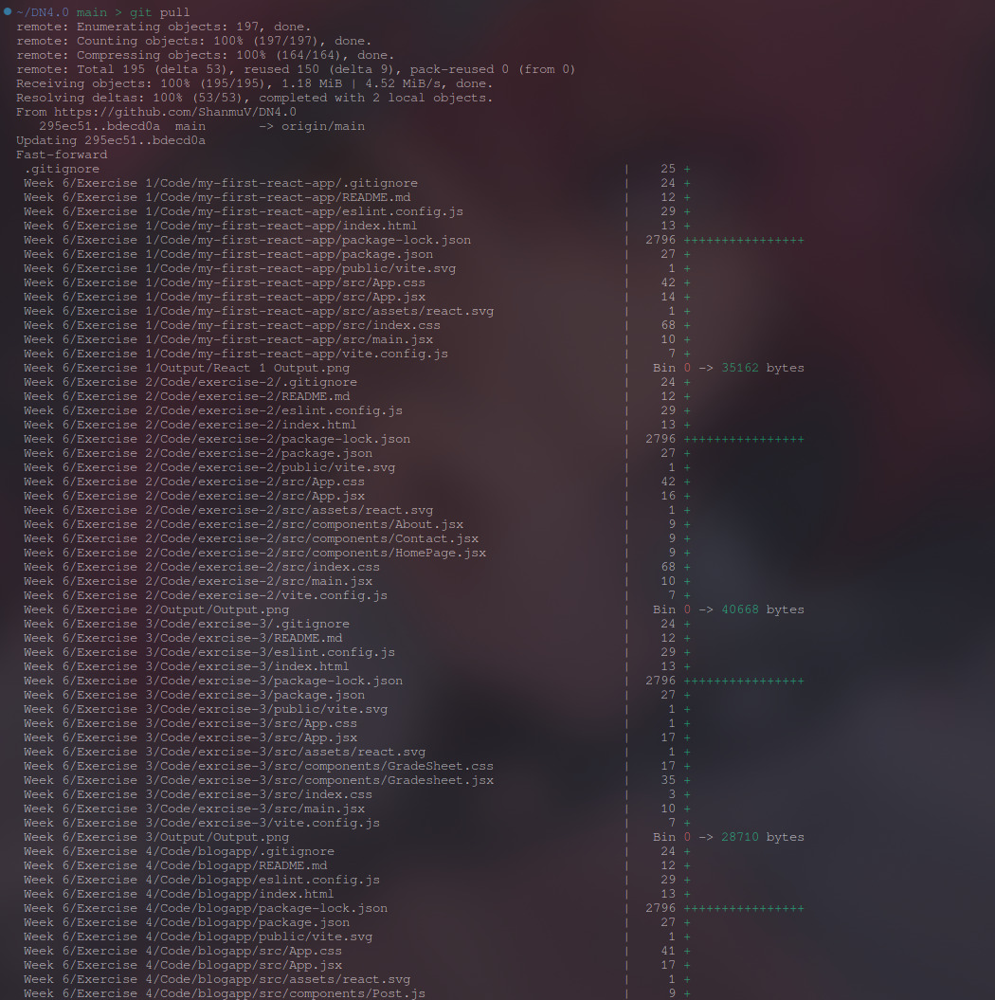 ~/DN4.0 main > git pull
remote: Enumerating objects: 197, done.
remote: Counting objects: 100% (197/197), done.
remote: Compressing objects: 100% (164/164), done.
remote: Total 195 (delta 53), reused 150 (delta 9), pack-reused 0 (from 0)
Receiving objects: 100% (195/195), 1.18 MiB | 4.52 MiB/s, done.
Resolving deltas: 100% (53/53), completed with 2 local objects.
From https://github.com/ShanmuV/DN4.0
   295ec51..bdecd0a  main       -> origin/main
Updating 295ec51..bdecd0a
Fast-forward
 .gitignore | 25 +
 Week 6/Exercise 1/Code/my-first-react-app/.gitignore | 24 +
 Week 6/Exercise 1/Code/my-first-react-app/README.md | 12 +
 Week 6/Exercise 1/Code/my-first-react-app/eslint.config.js | 29 +
 Week 6/Exercise 1/Code/my-first-react-app/index.html | 13 +
 Week 6/Exercise 1/Code/my-first-react-app/package-lock.json | 2796 ++++++++++++++++
 Week 6/Exercise 1/Code/my-first-react-app/package.json | 27 +
 Week 6/Exercise 1/Code/my-first-react-app/public/vite.svg | 1 +
 Week 6/Exercise 1/Code/my-first-react-app/src/App.css | 42 +
 Week 6/Exercise 1/Code/my-first-react-app/src/App.jsx | 14 +
 Week 6/Exercise 1/Code/my-first-react-app/src/assets/react.svg | 1 +
 Week 6/Exercise 1/Code/my-first-react-app/src/index.css | 68 +
 Week 6/Exercise 1/Code/my-first-react-app/src/main.jsx | 10 +
 Week 6/Exercise 1/Code/my-first-react-app/vite.config.js | 7 +
 Week 6/Exercise 1/Output/React 1 Output.png | Bin 0 -> 35162 bytes
 Week 6/Exercise 2/Code/exercise-2/.gitignore | 24 +
 Week 6/Exercise 2/Code/exercise-2/README.md | 12 +
 Week 6/Exercise 2/Code/exercise-2/eslint.config.js | 29 +
 Week 6/Exercise 2/Code/exercise-2/index.html | 13 +
 Week 6/Exercise 2/Code/exercise-2/package-lock.json | 2796 ++++++++++++++++
 Week 6/Exercise 2/Code/exercise-2/package.json | 27 +
 Week 6/Exercise 2/Code/exercise-2/public/vite.svg | 1 +
 Week 6/Exercise 2/Code/exercise-2/src/App.css | 42 +
 Week 6/Exercise 2/Code/exercise-2/src/App.jsx | 16 +
 Week 6/Exercise 2/Code/exercise-2/src/assets/react.svg | 1 +
 Week 6/Exercise 2/Code/exercise-2/src/components/About.jsx | 9 +
 Week 6/Exercise 2/Code/exercise-2/src/components/Contact.jsx | 9 +
 Week 6/Exercise 2/Code/exercise-2/src/components/HomePage.jsx | 9 +
 Week 6/Exercise 2/Code/exercise-2/src/index.css | 68 +
 Week 6/Exercise 2/Code/exercise-2/src/main.jsx | 10 +
 Week 6/Exercise 2/Code/exercise-2/vite.config.js | 7 +
 Week 6/Exercise 2/Output/Output.png | Bin 0 -> 40668 bytes
 Week 6/Exercise 3/Code/exrcise-3/.gitignore | 24 +
 Week 6/Exercise 3/Code/exrcise-3/README.md | 12 +
 Week 6/Exercise 3/Code/exrcise-3/eslint.config.js | 29 +
 Week 6/Exercise 3/Code/exrcise-3/index.html | 13 +
 Week 6/Exercise 3/Code/exrcise-3/package-lock.json | 2796 ++++++++++++++++
 Week 6/Exercise 3/Code/exrcise-3/package.json | 27 +
 Week 6/Exercise 3/Code/exrcise-3/public/vite.svg | 1 +
 Week 6/Exercise 3/Code/exrcise-3/src/App.css | 1 +
 Week 6/Exercise 3/Code/exrcise-3/src/App.jsx | 17 +
 Week 6/Exercise 3/Code/exrcise-3/src/assets/react.svg | 1 +
 Week 6/Exercise 3/Code/exrcise-3/src/components/GradeSheet.css | 17 +
 Week 6/Exercise 3/Code/exrcise-3/src/components/Gradesheet.jsx | 35 +
 Week 6/Exercise 3/Code/exrcise-3/src/index.css | 3 +
 Week 6/Exercise 3/Code/exrcise-3/src/main.jsx | 10 +
 Week 6/Exercise 3/Code/exrcise-3/vite.config.js | 7 +
 Week 6/Exercise 3/Output/Output.png | Bin 0 -> 28710 bytes
 Week 6/Exercise 4/Code/blogapp/.gitignore | 24 +
 Week 6/Exercise 4/Code/blogapp/README.md | 12 +
 Week 6/Exercise 4/Code/blogapp/eslint.config.js | 29 +
 Week 6/Exercise 4/Code/blogapp/index.html | 13 +
 Week 6/Exercise 4/Code/blogapp/package-lock.json | 2796 ++++++++++++++++
 Week 6/Exercise 4/Code/blogapp/package.json | 27 +
 Week 6/Exercise 4/Code/blogapp/public/vite.svg | 1 +
 Week 6/Exercise 4/Code/blogapp/src/App.css | 41 +
 Week 6/Exercise 4/Code/blogapp/src/App.jsx | 17 +
 Week 6/Exercise 4/Code/blogapp/src/assets/react.svg | 1 +
 Week 6/Exercise 4/Code/blogapp/src/components/Post.js | 9 +